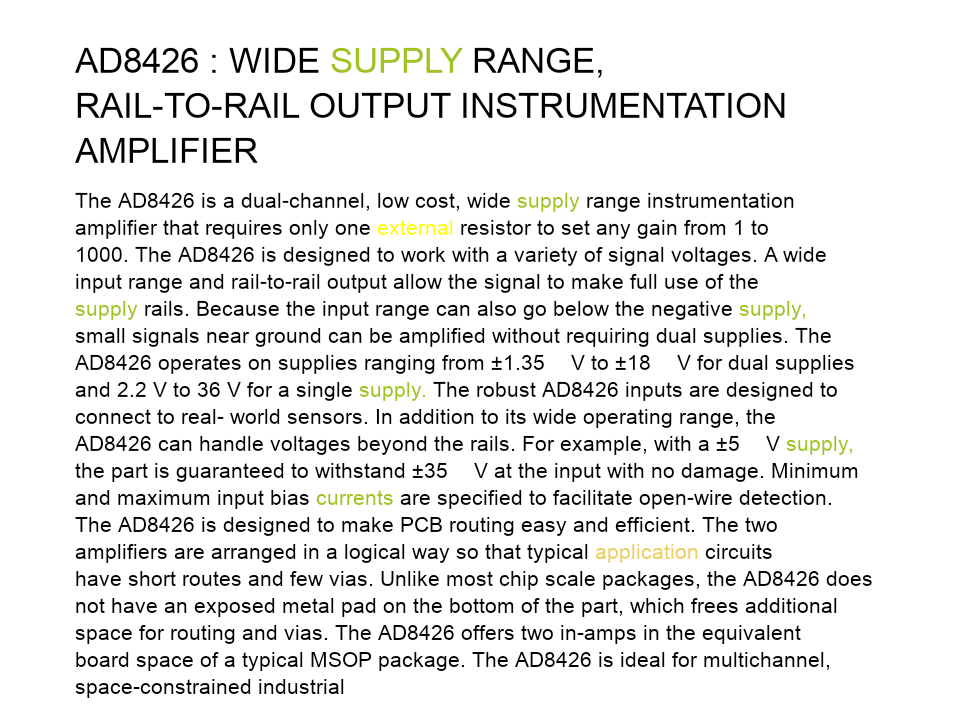 AD8426 : WIDE SUPPLY RANGE,
RAIL-TO-RAIL OUTPUT INSTRUMENTATION
AMPLIFIER
The AD8426 is a dual-channel, low cost, wide supply range instrumentation
amplifier that requires only one external resistor to set any gain from 1 to
1000. The AD8426 is designed to work with a variety of signal voltages. A wide
input range and rail-to-rail output allow the signal to make full use of the
supply rails. Because the input range can also go below the negative supply,
small signals near ground can be amplified without requiring dual supplies. The
AD8426 operates on supplies ranging from ±1.35 V to ±18 V for dual supplies
and 2.2 V to 36 V for a single supply. The robust AD8426 inputs are designed to
connect to real- world sensors. In addition to its wide operating range, the
AD8426 can handle voltages beyond the rails. For example, with a ±5 V supply,
the part is guaranteed to withstand ±35 V at the input with no damage. Minimum
and maximum input bias currents are specified to facilitate open-wire detection.
The AD8426 is designed to make PCB routing easy and efficient. The two
amplifiers are arranged in a logical way so that typical application circuits
have short routes and few vias. Unlike most chip scale packages, the AD8426 does
not have an exposed metal pad on the bottom of the part, which frees additional
space for routing and vias. The AD8426 offers two in-amps in the equivalent
board space of a typical MSOP package. The AD8426 is ideal for multichannel,
space-constrained industrial